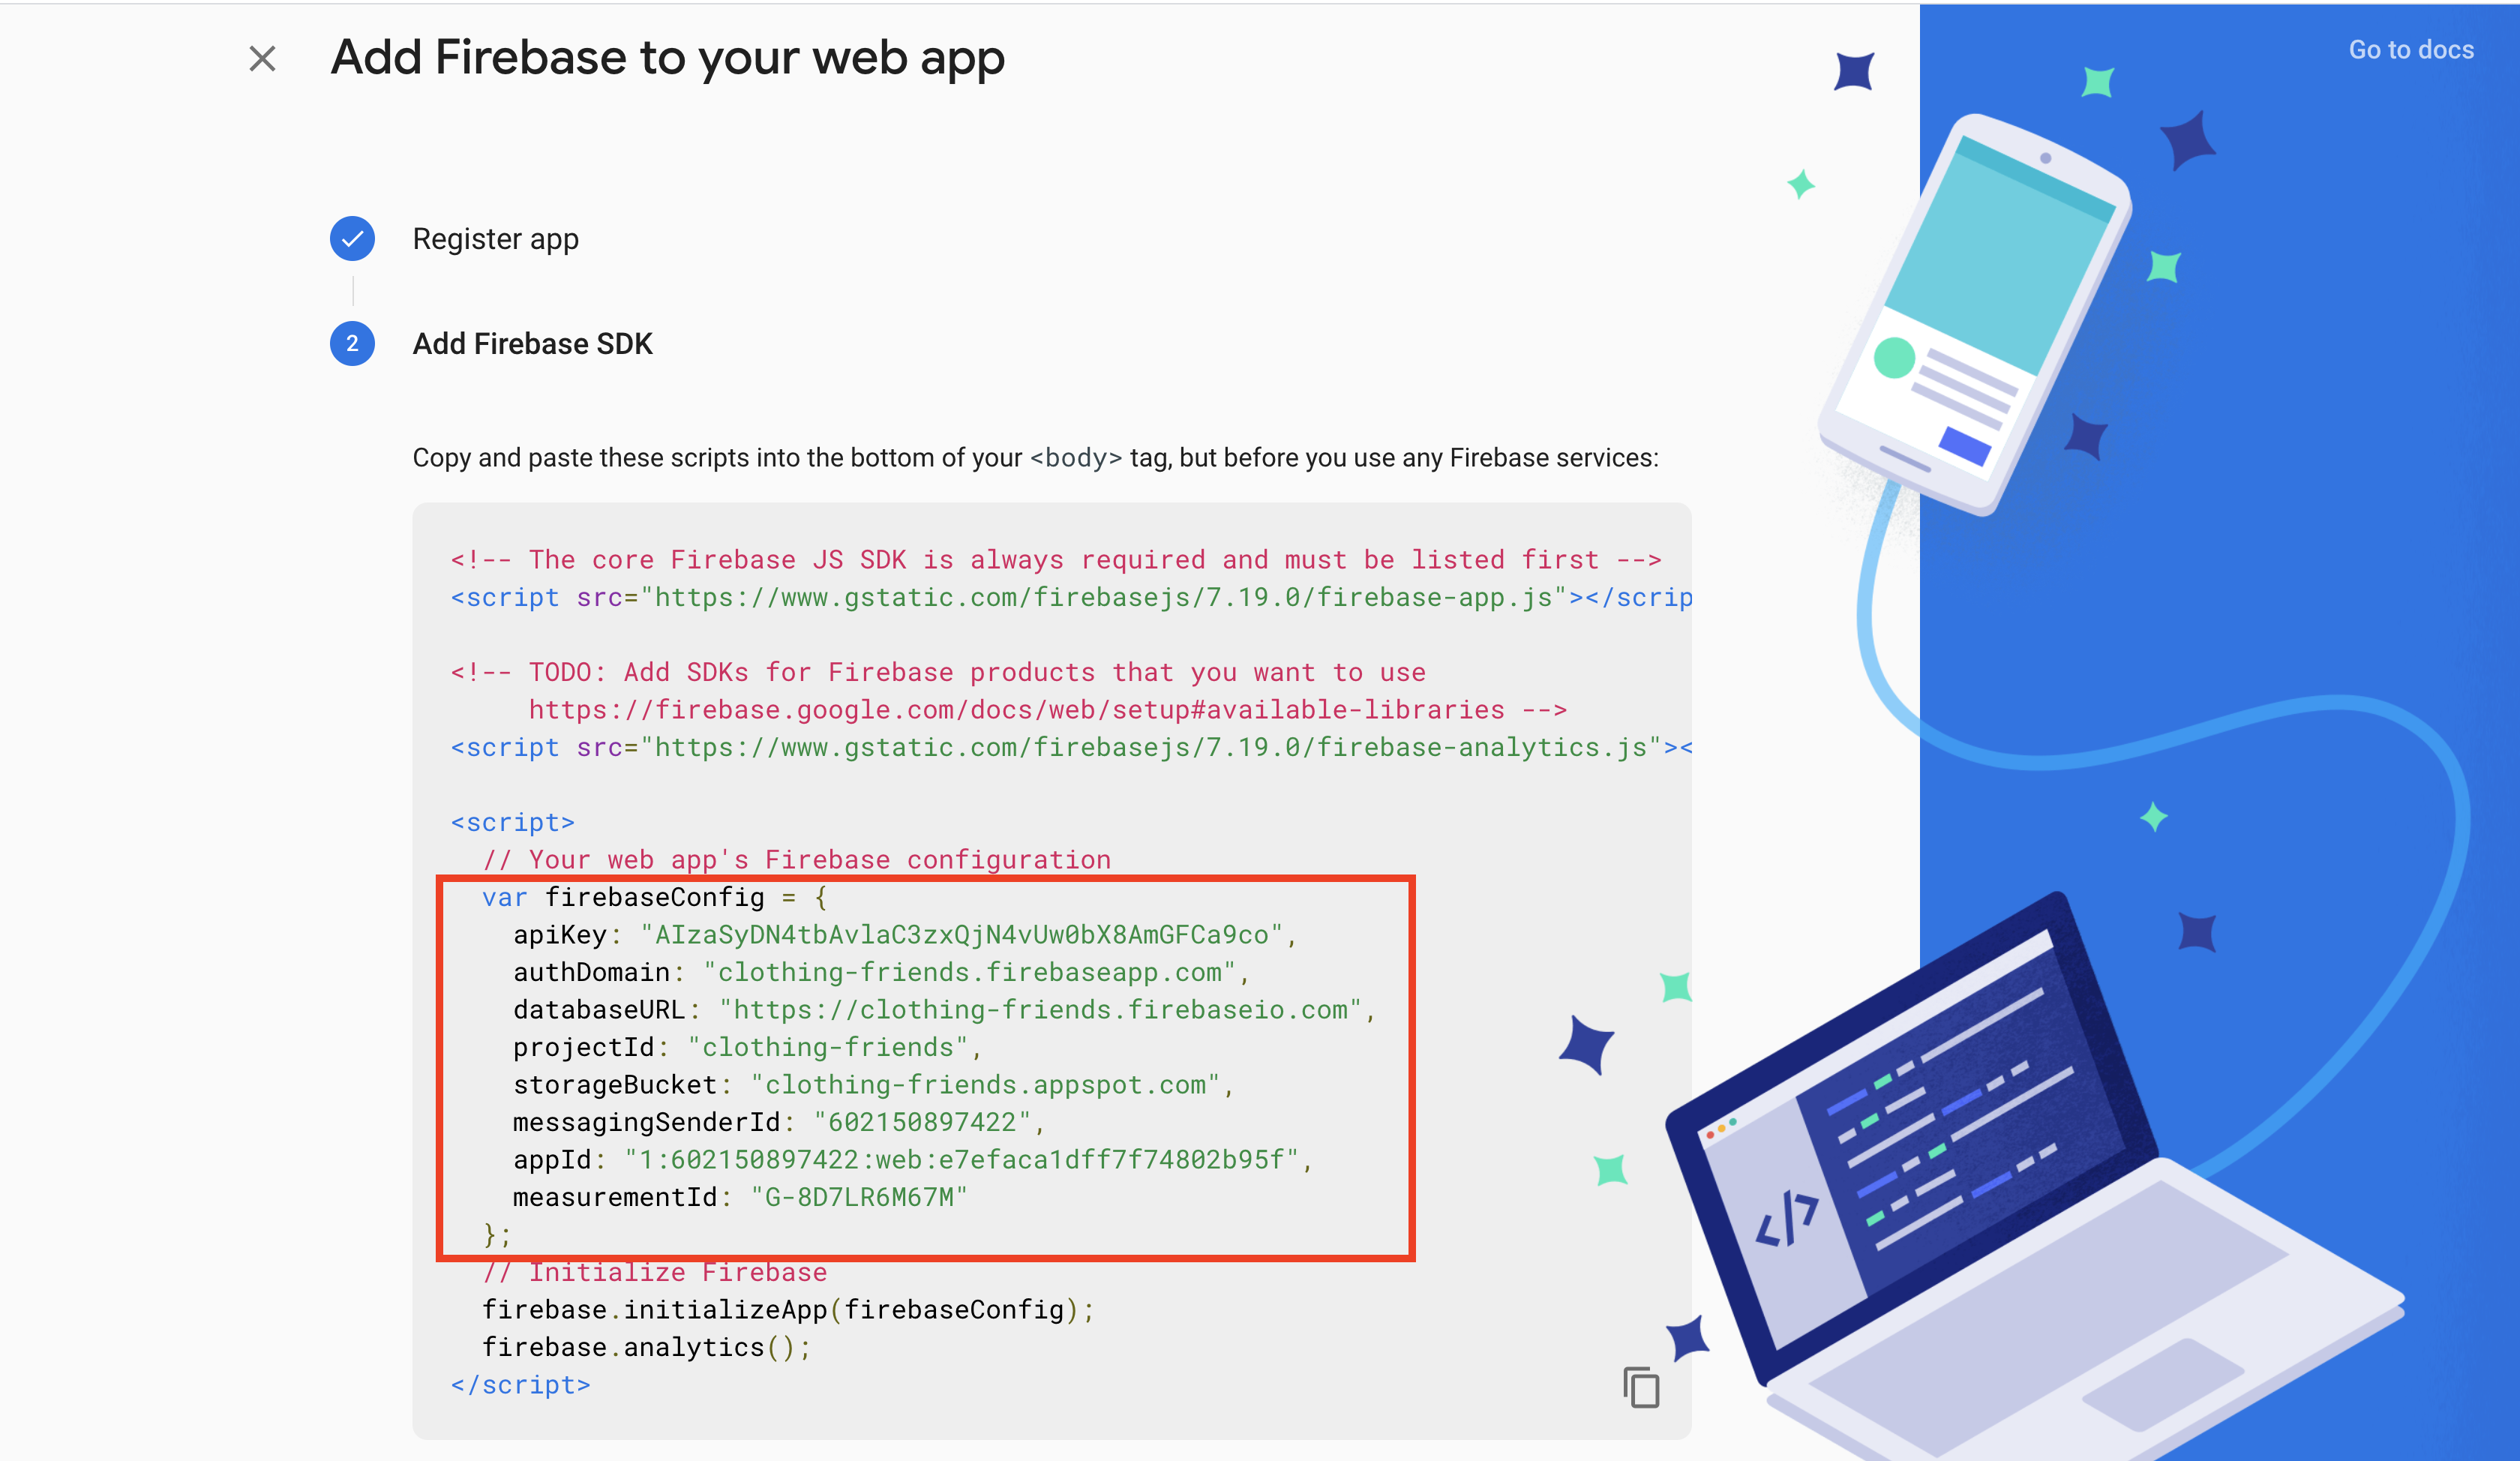 Add Firebase to your web app
Go to docs
Register app
2
Add Firebase SDK
Copy and paste these scripts into the bottom of your <body> tag, but before you use any Firebase services:
<!-- The core Firebase JS SDK is always required and must be listed first -->
<script src="https://www.gstatic.com/firebasejs/7.19.0/firebase-app.js"></scrip
<!-- TODO: Add SDKs for Firebase products that you want to use
https://firebase.google.com/docs/web/setup#available-libraries -->
<script src="https://www.gstatic.com/firebasejs/7.19.0/firebase-analytics.js"><
<script>
// Your web app's Firebase configuration
var firebaseConfig = {
apiKey: "AIzaSyDN4tbAvlaC3zxQjN4vUw0bX8AmGFCa9co",
authDomain: "clothing-friends.firebaseapp.com",
databaseURL: "https://clothing-friends.firebaseio.com",
projectId: "clothing-friends",
storageBucket: "clothing-friends.appspot.com",
messagingSenderId: "602150897422",
appId: "1:602150897422:web:e7efaca1dff7f74802b95f",
measurementId: "G-8D7LR6M67M"
};
// Initialize Firebase
firebase.initializeApp(firebaseConfig);
firebase.analytics();
</script>
</>